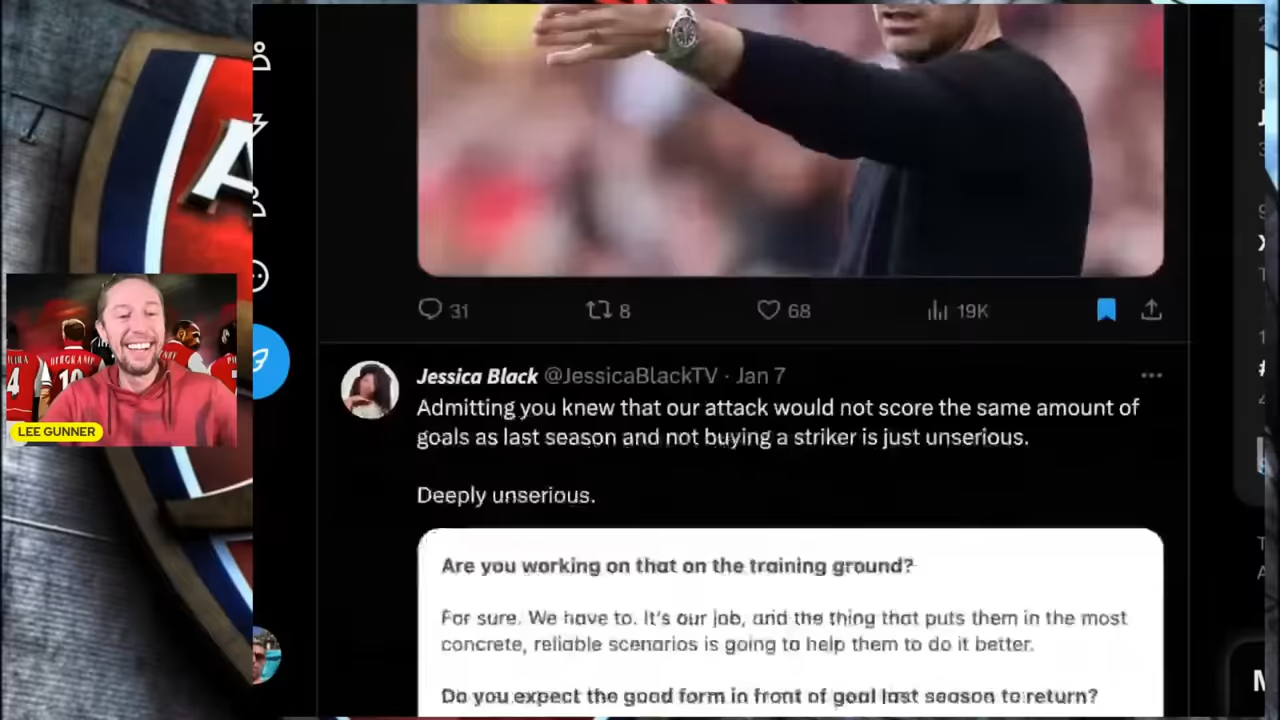 31
8
68
19K
Jessica Black @JessicaBlackTV · Jan 7
Admitting you knew that our attack would not score the same amount of
goals as last season and not buying a striker is just unserious.
Deeply unserious.
Are you working on that on the training ground?
For sure. We have to. It's our job, and the thing that puts them in the most
concrete, reliable scenarios is going to help them to do it better.
Do you expect the good form in front of goal last season to return?
A
4
BERGKAMP
10
LEE GUNNER